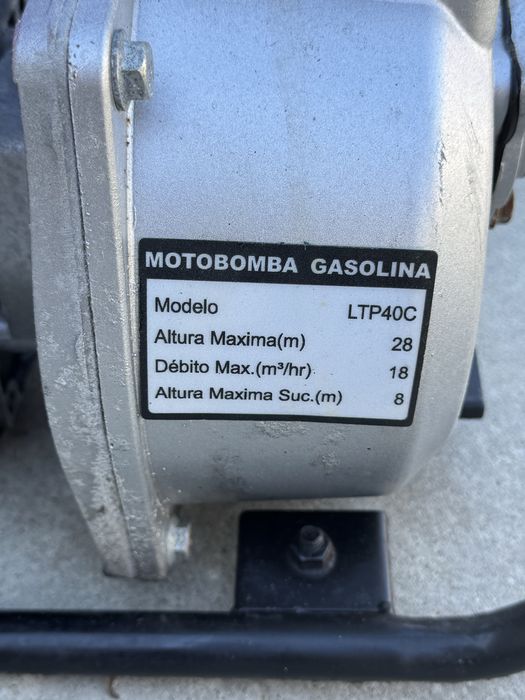 MOTOBOMBA GASOLINA
Modelo LTP40C
Altura Maxima(m) 28
Débito Max.(m³/hr) 18
Altura Maxima Suc.(m) 8